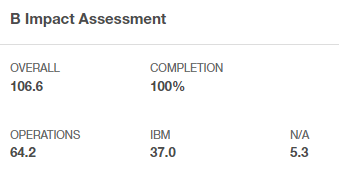 B Impact Assessment
OVERALL COMPLETION
106.6 100%
OPERATIONS IBM N/A
64.2 37.0 5.3